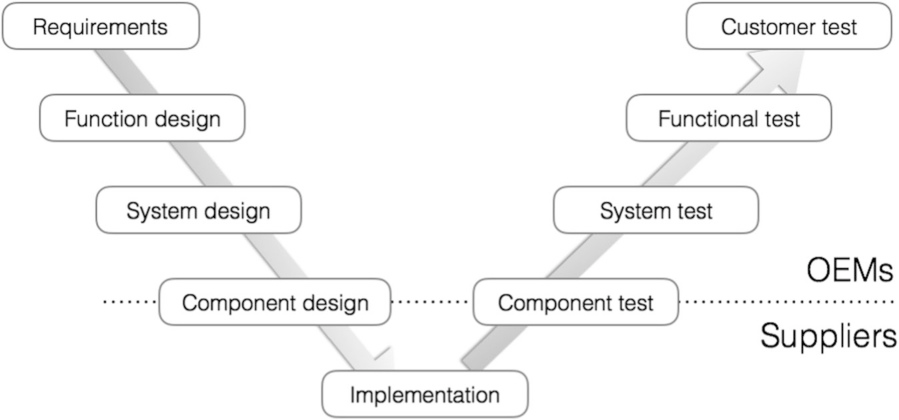 Requirements
Customer test
Function design
Functional test
System design
System test
OEMs
Component design
Component test
Suppliers
Implementation